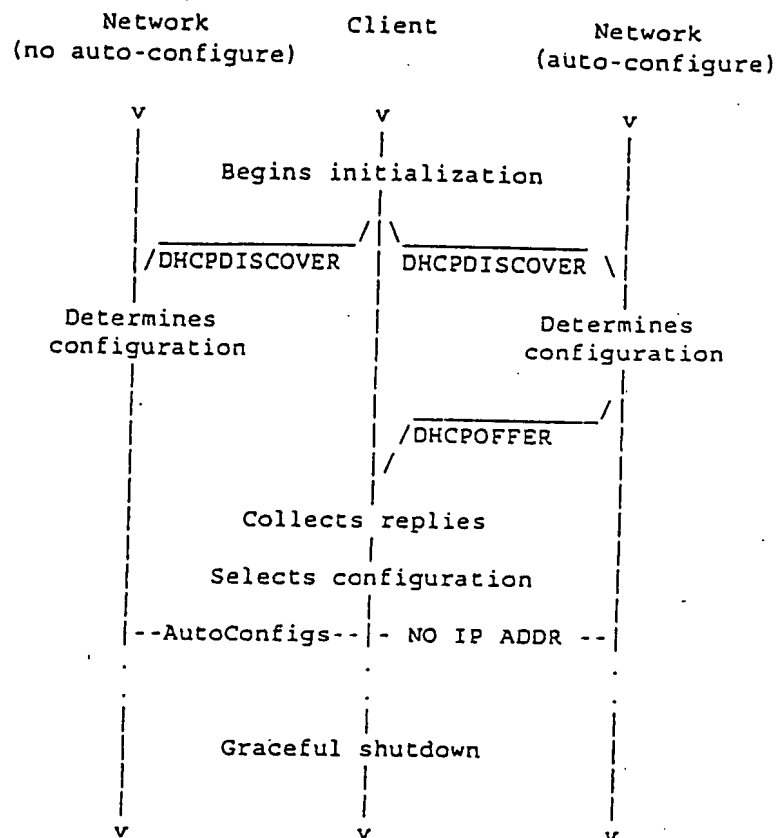 Network Client Network
(no auto-configure) (auto-configure)
v v v
Begins initialization
/DHCPDISCOVER DHCPDISCOVER \
Determines Determines
configuration configuration
/DHCPOFFER
Collects replies
Selects configuration
--AutoConfigs-- - NO IP ADDR --
Graceful shutdown
v v v